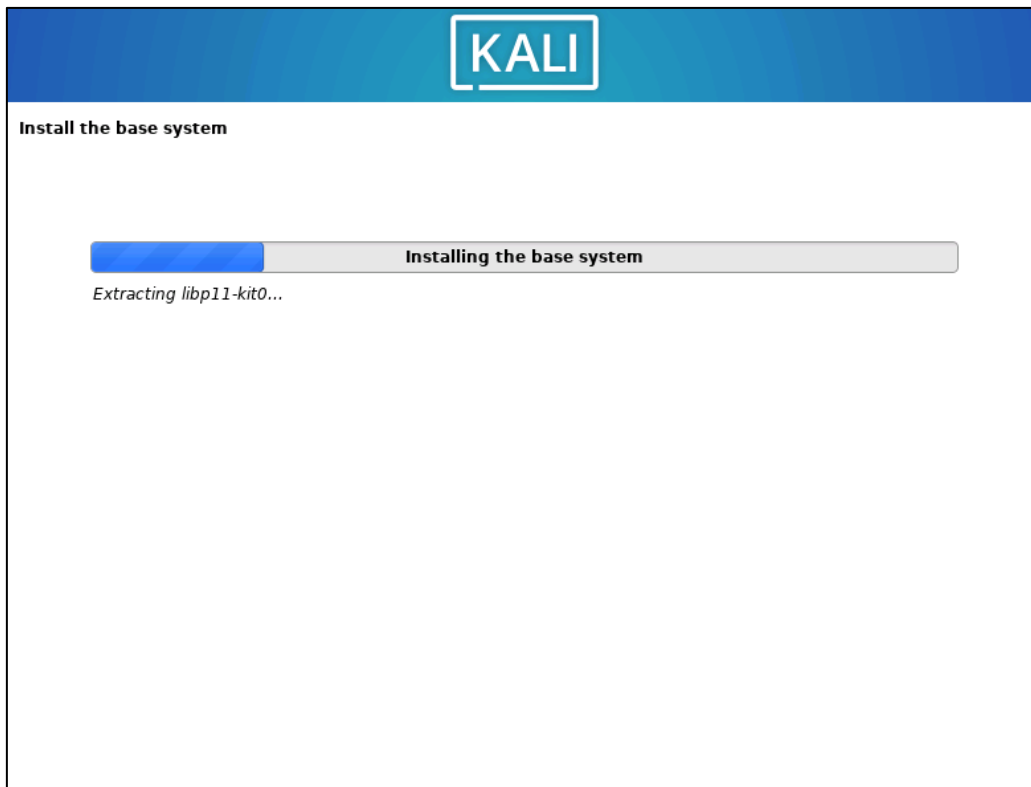 KALI
Install the base system
Installing the base system
Extracting libp11-kit0...